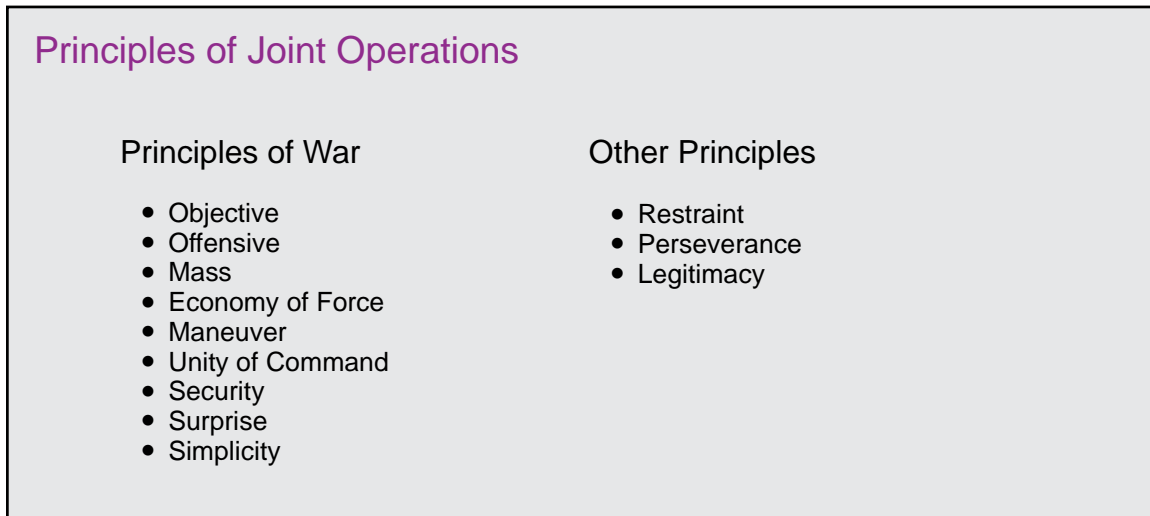 Principles of Joint Operations
Principles of War
• Objective
• Offensive
• Mass
• Economy of Force
• Maneuver
• Unity of Command
• Security
• Surprise
• Simplicity
Other Principles
• Restraint
• Perseverance
• Legitimacy